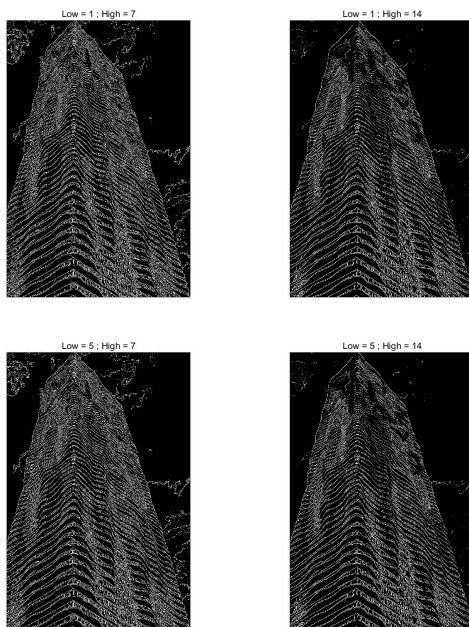 Low = 1 ; High = 7
Low = 1 ; High = 14
Low = 5 ; High = 7
Low = 5 ; High = 14